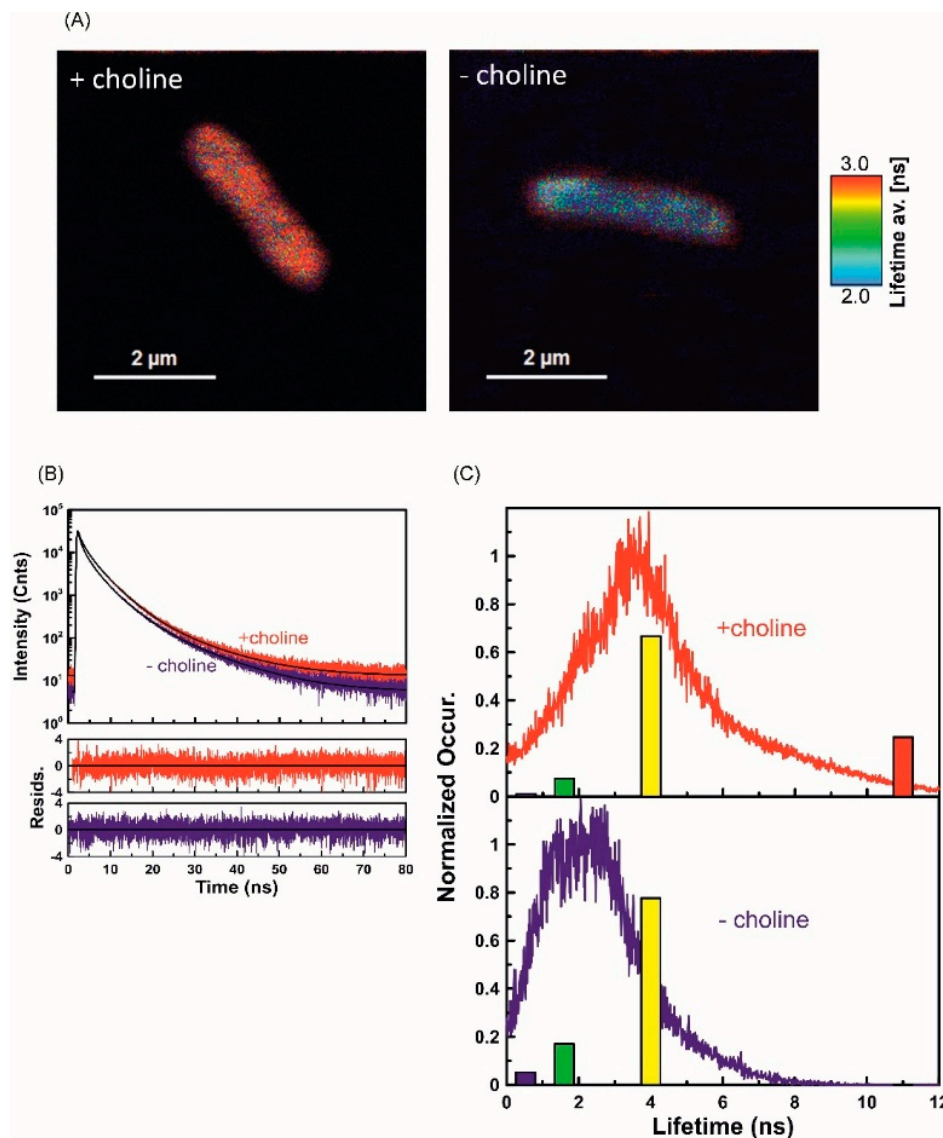 (A)
+ choline
- choline
2 µm
2 µm
3.0
2.0
Lifetime av. [ns]
(B)
(C)
10^5
10^4
10^3
10^2
10^1
10^0
Intensity (Cnts)
+choline
- choline
4
0
-4
4
0
-4
Resids.
0 10 20 30 40 50 60 70 80
Time (ns)
1
0.8
0.6
0.4
0.2
0
+choline
1
0.8
0.6
0.4
0.2
0
- choline
Normalized Occur.
0 2 4 6 8 10 12
Lifetime (ns)